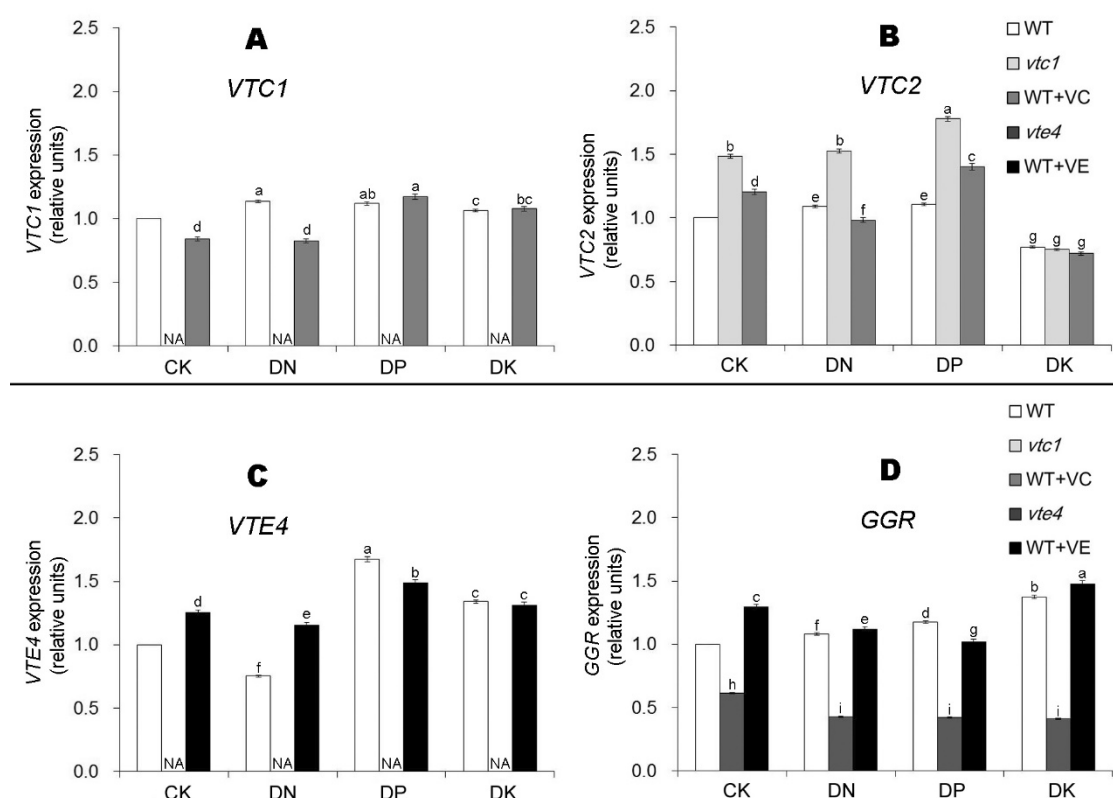 A
VTC1
VTC1 expression
(relative units)
2.5
2.0
1.5
1.0
0.5
0.0
d
a
d
ab
a
c
bc
NA
NA
NA
NA
CK
DN
DP
DK
B
VTC2
VTC2 expression
(relative units)
2.5
2.0
1.5
1.0
0.5
0.0
b
d
e
b
f
e
a
c
g
g
g
CK
DN
DP
DK
WT
vtc1
WT+VC
vte4
WT+VE
C
VTE4
VTE4 expression
(relative units)
2.5
2.0
1.5
1.0
0.5
0.0
d
f
e
a
b
c
c
NA
NA
NA
NA
CK
DN
DP
DK
D
GGR
GGR expression
(relative units)
2.5
2.0
1.5
1.0
0.5
0.0
h
c
f
i
e
d
i
g
b
i
a
CK
DN
DP
DK
WT
vtc1
WT+VC
vte4
WT+VE